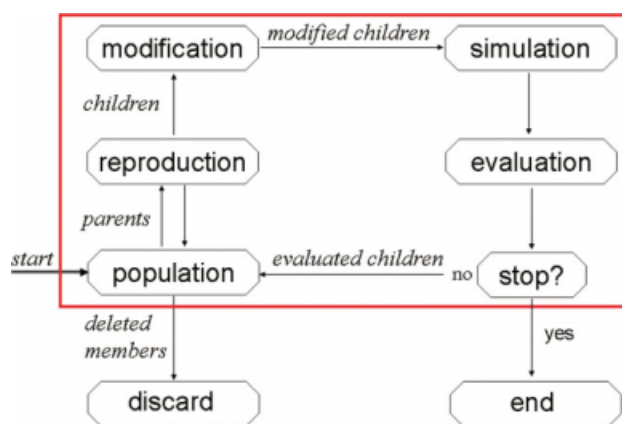 modification
modified children
simulation
children
reproduction
evaluation
parents
start
population
evaluated children
no
stop?
deleted
members
yes
discard
end